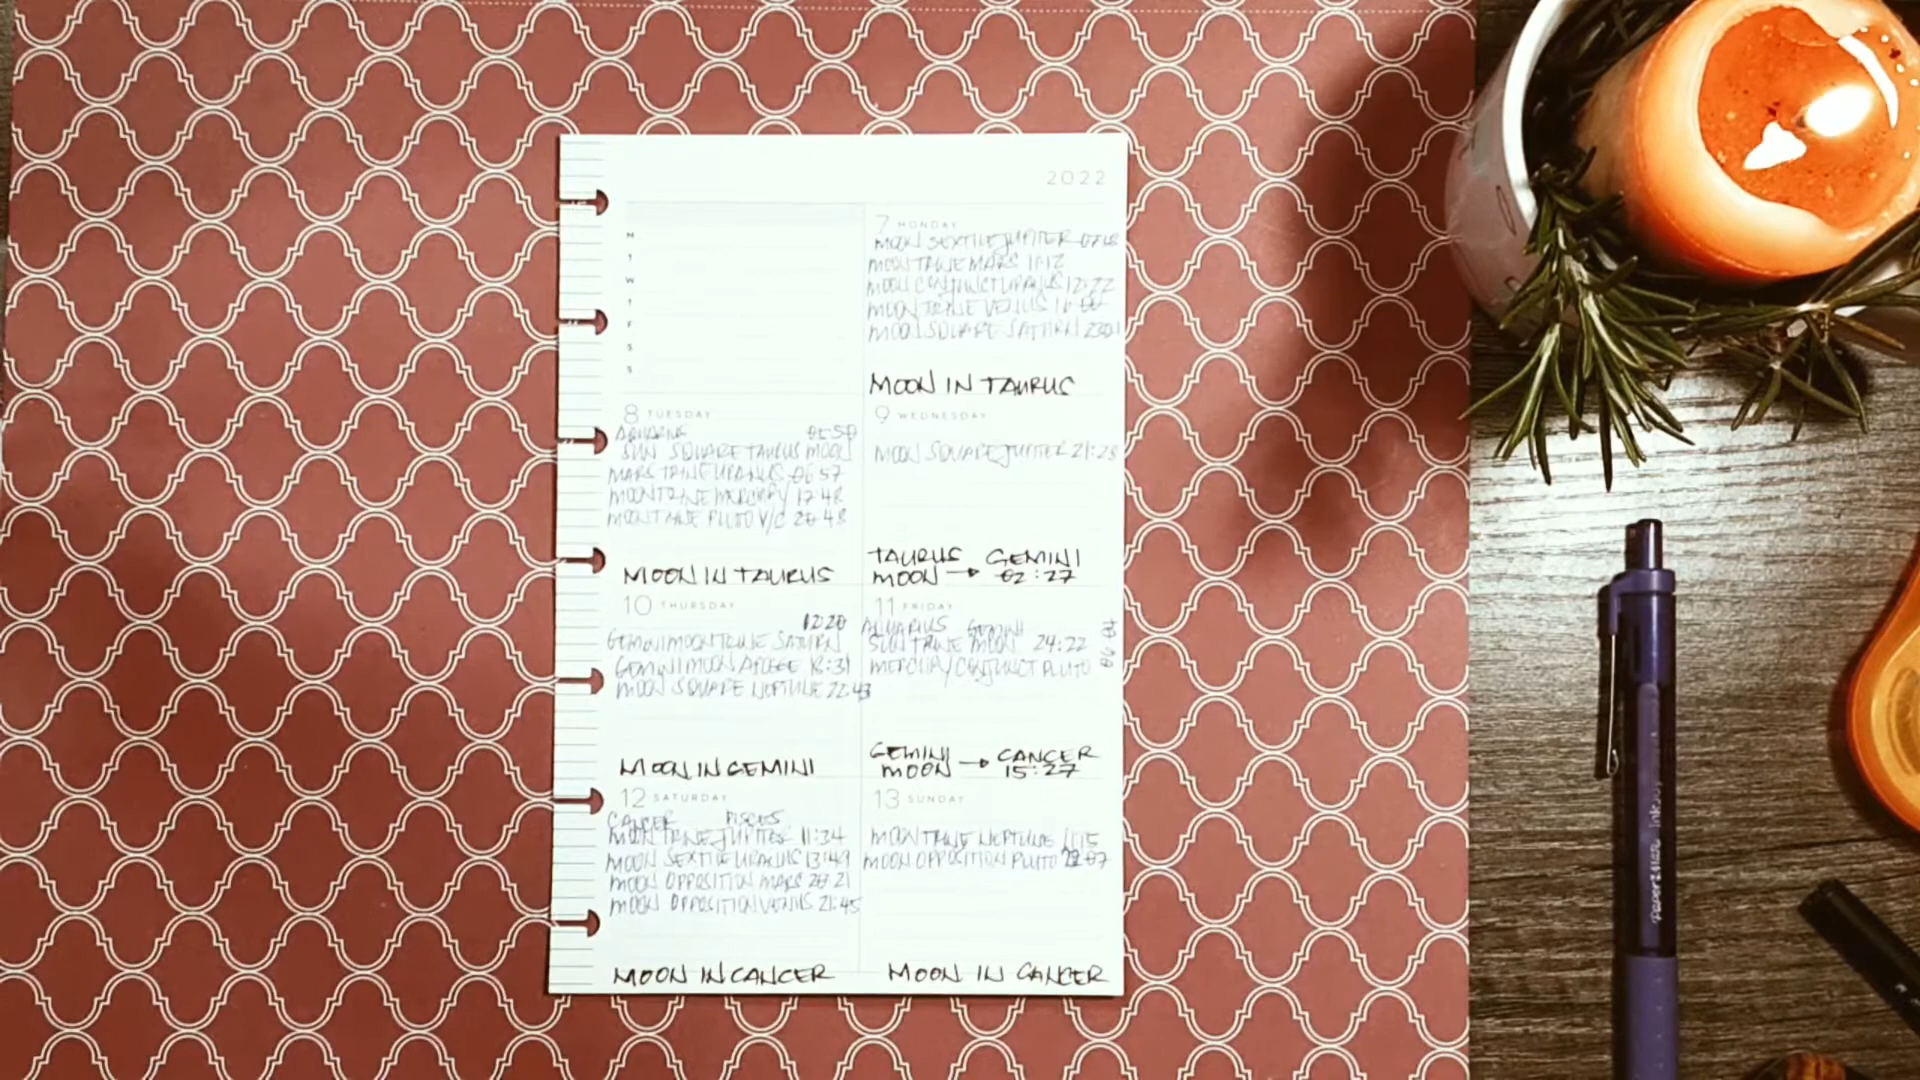 2022
M
T
W
T
F
S
S
7 MONDAY
MOON SEXTILE JUPITER
MOON TRINE MARS 11:12
MOON CONJUNCT URANUS 12:22
MOON TRINE VENUS
MOON SQUARE SATURN
MOON IN TAURUS
8 TUESDAY
SUN SQUARE TAURUS MOON
MARS TRINE URANUS 06 57
MOON TRINE MERCURY 17 48
MOON TRINE PLUTO V/C 20 48
MOON IN TAURUS
9 WEDNESDAY
MOON SQUARE JUPITER 21:23
TAURUS GEMINI
MOON → 02:27
10 THURSDAY
12:20
GEMINI MOON TRINE SATURN
GEMINI MOON APOGEE 18:31
MOON SQUARE NEPTUNE 22:43
MOON IN GEMINI
11 FRIDAY
AQUARIUS GEMINI
SUN TRINE MOON 24:22
MERCURY CONJUNCT PLUTO
GEMINI CANCER
MOON → 15:27
12 SATURDAY
CANCER PISCES
MOON TRINE JUPITER 11:34
MOON SEXTILE URANUS 13:49
MOON OPPOSITION MARS 20 21
MOON OPPOSITION VENUS 21:45
MOON IN CANCER
13 SUNDAY
MOON TRINE NEPTUNE 11:15
MOON OPPOSITION PLUTO
MOON IN CANCER
PaperMate InkJoy